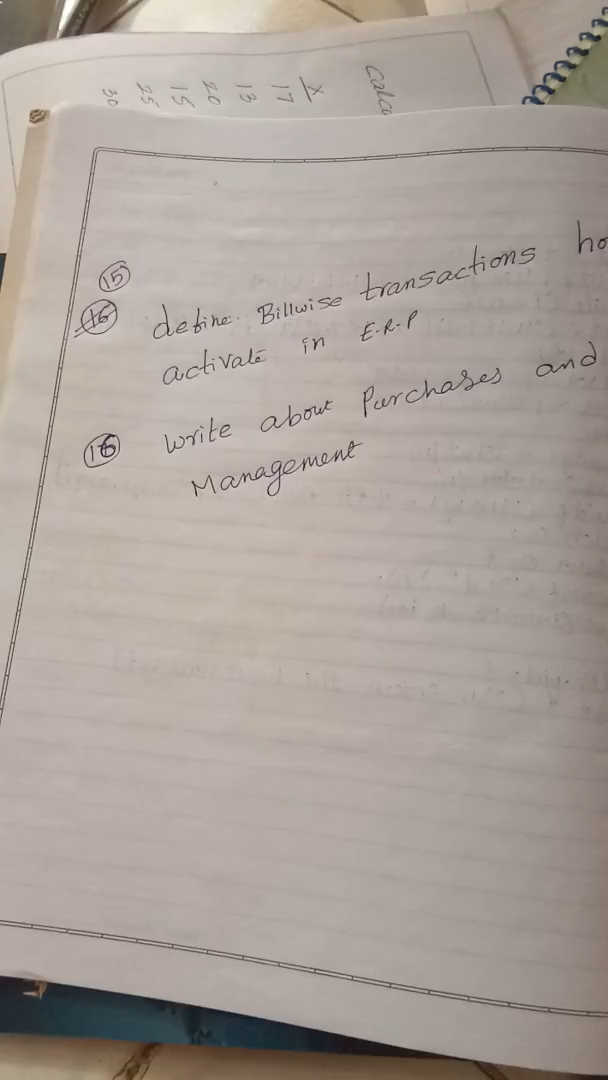 Calcu
X
17
13
20
15
25
30
15
16 define Billwise transactions ho
activate in E.R.P
16 Write about Purchases and
Management